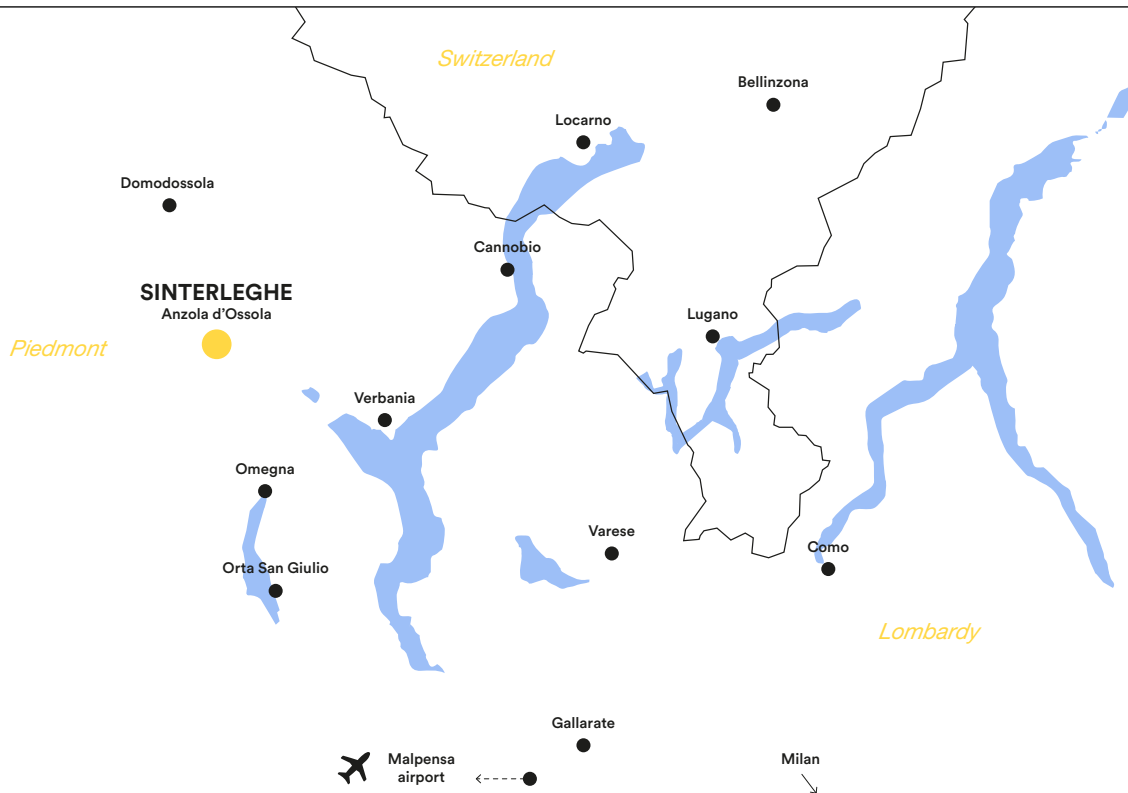 Switzerland
Bellinzona
Locarno
Domodossola
Cannobio
SINTERLEGHE
Anzola d'Ossola
Lugano
Piedmont
Verbania
Omegna
Varese
Como
Orta San Giulio
Lombardy
Gallarate
Malpensa
airport
Milan